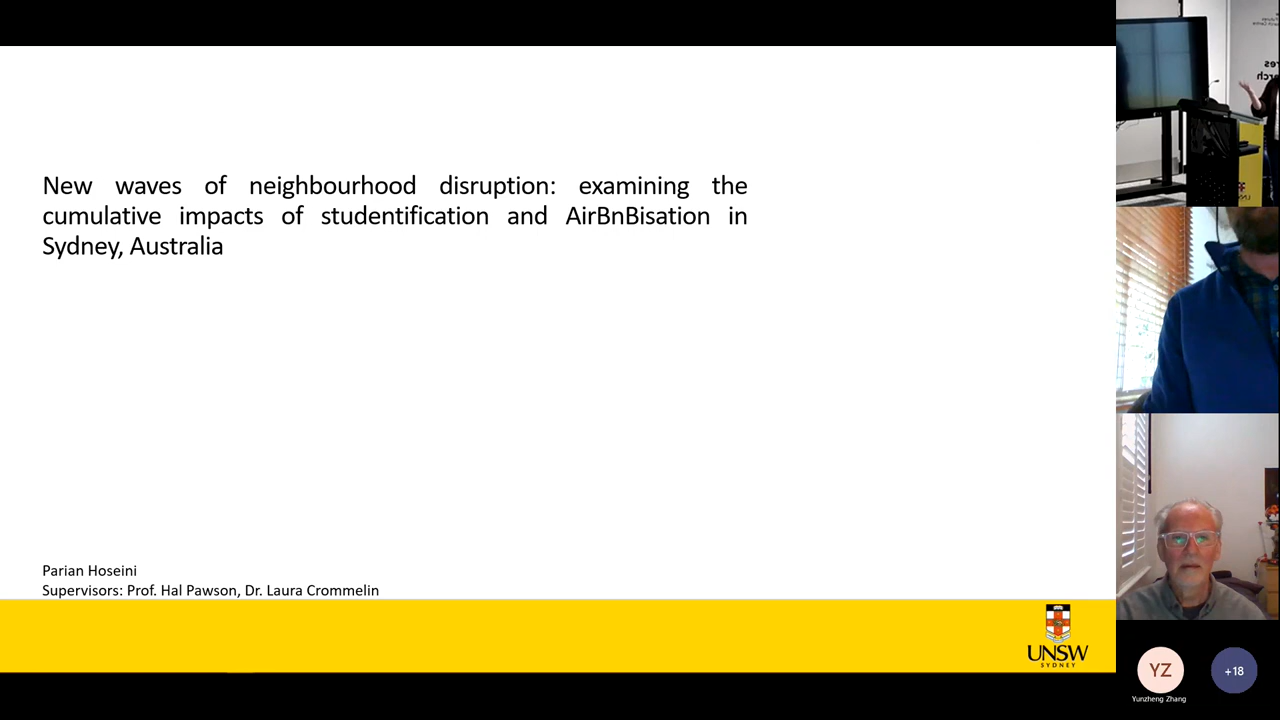 New waves of neighbourhood disruption: examining the
cumulative impacts of studentification and AirBnBisation in
Sydney, Australia
Parian Hoseini
Supervisors: Prof. Hal Pawson, Dr. Laura Crommelin
UNSW
SYDNEY
YZ
+18
Yunzheng Zhang